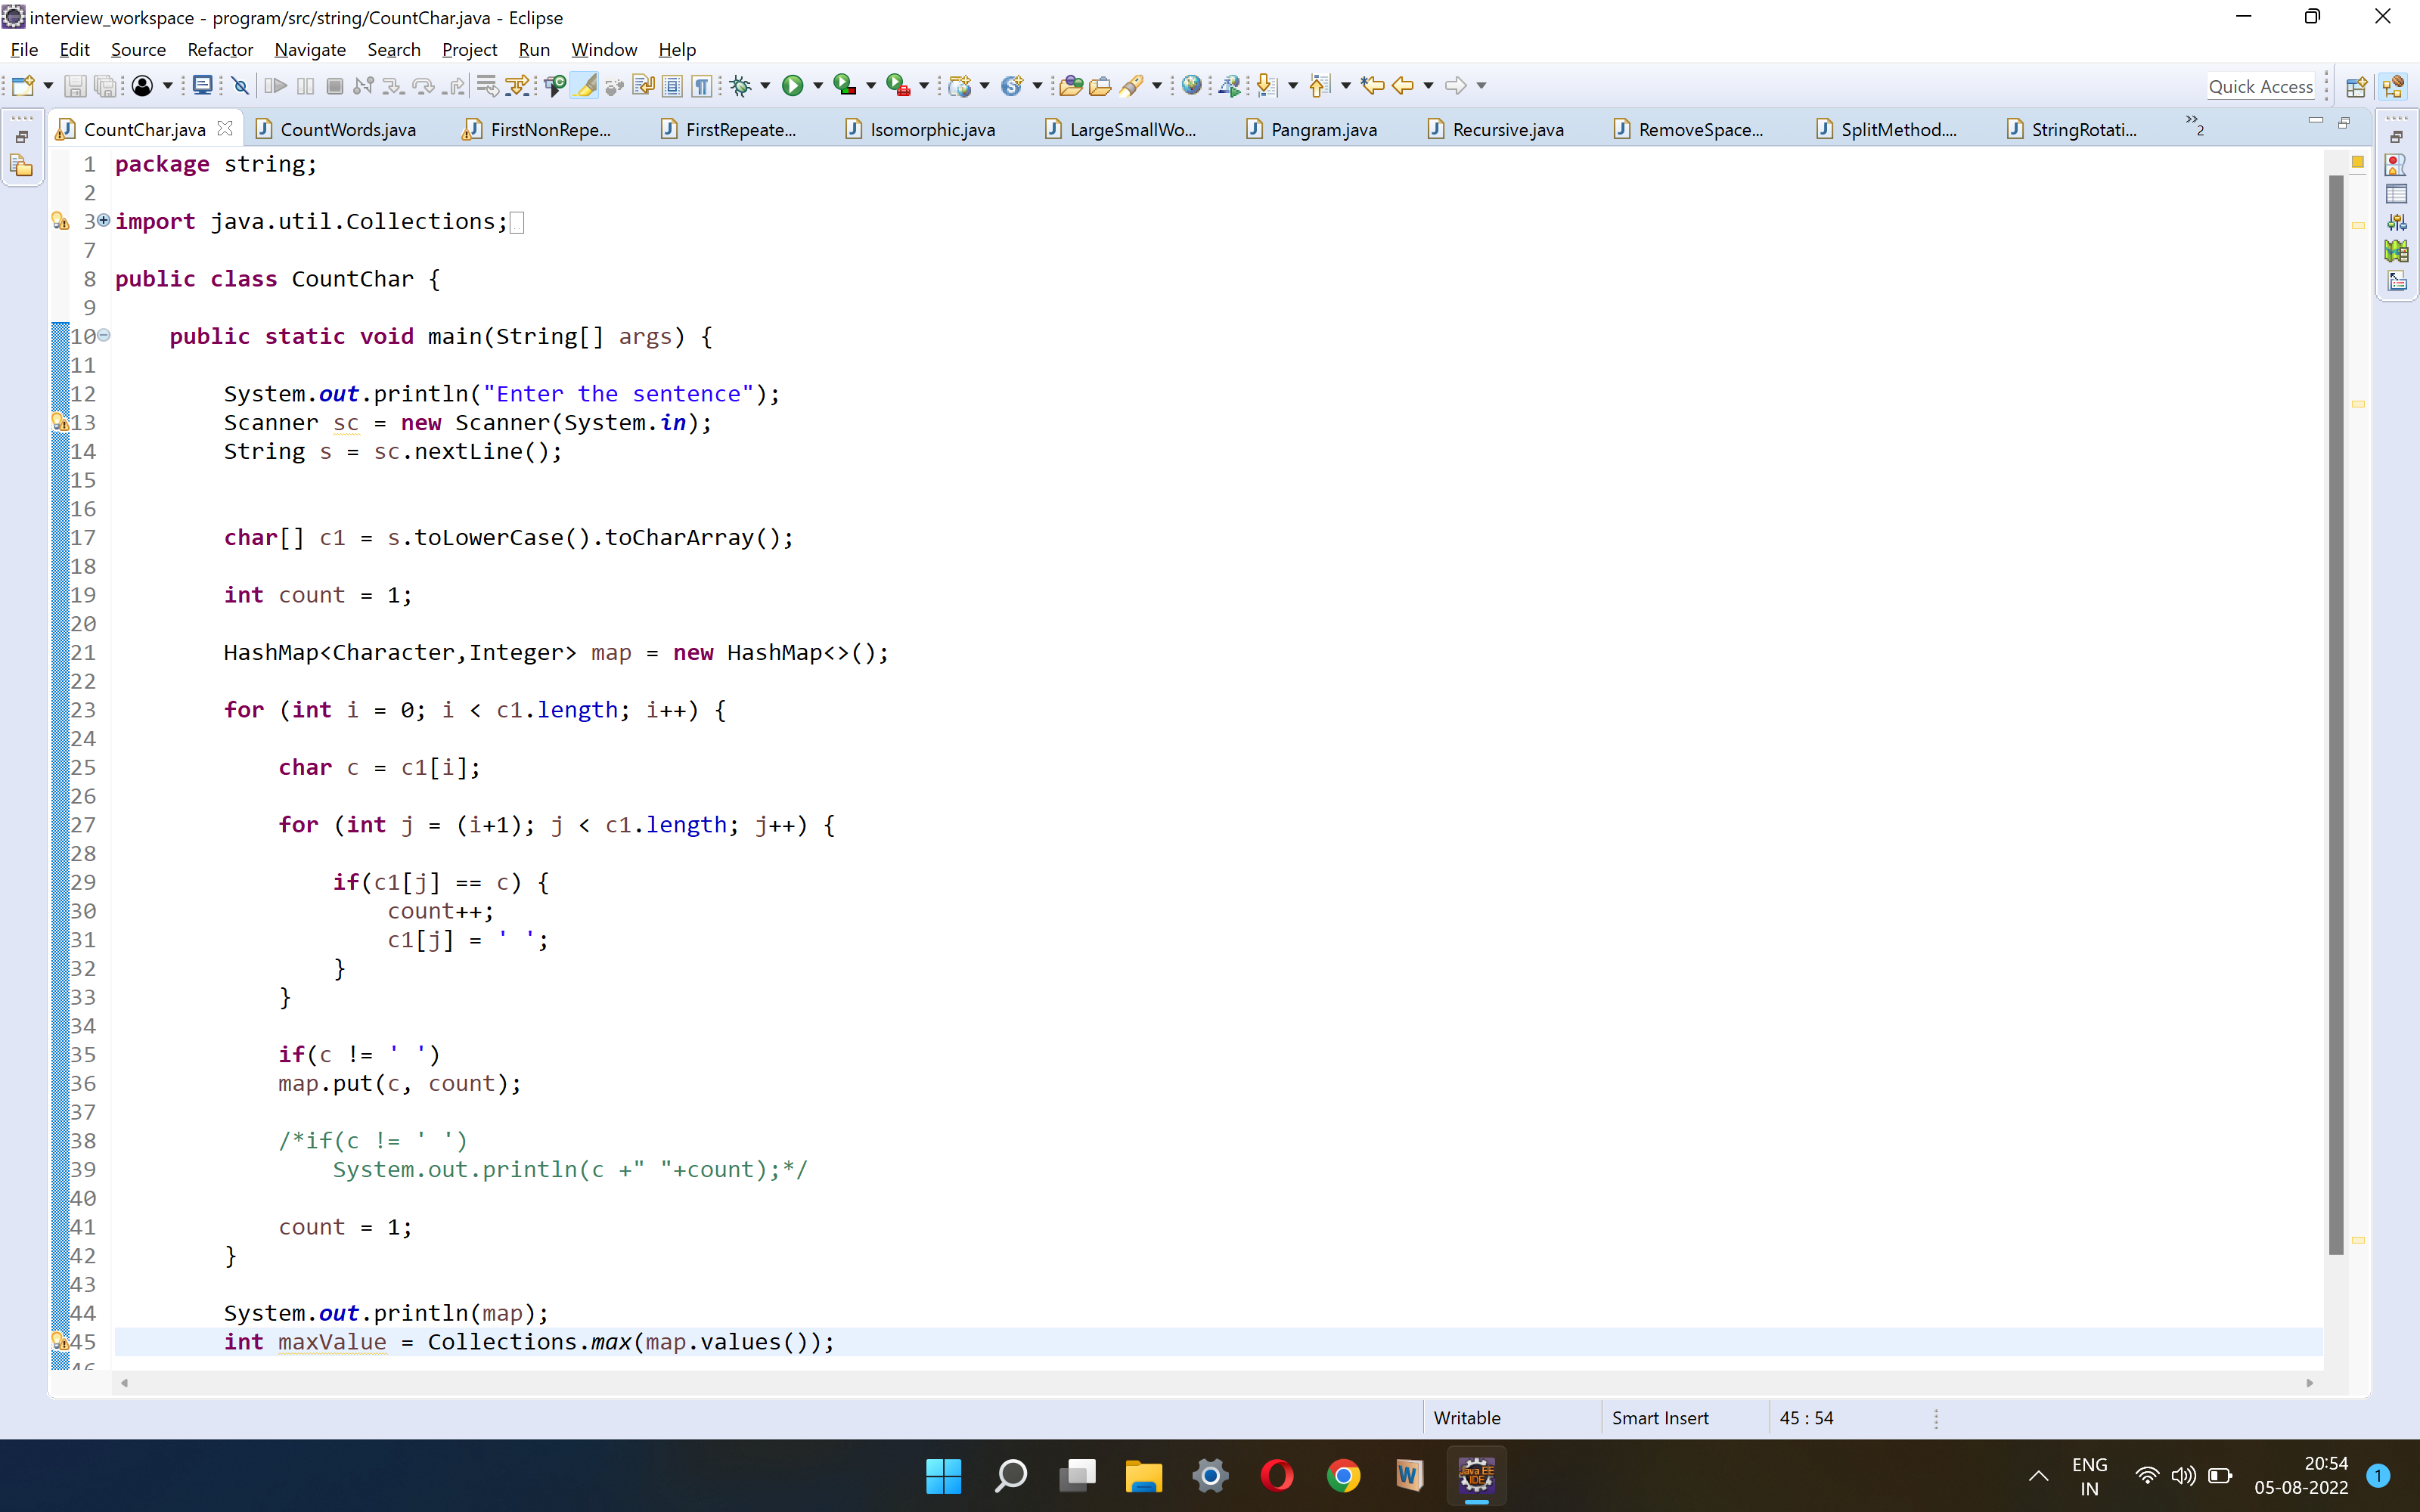 interview_workspace - program/src/string/CountChar.java - Eclipse
File Edit Source Refactor Navigate Search Project Run Window Help
Quick Access
CountChar.java CountWords.java FirstNonRepe... FirstRepeate... Isomorphic.java LargeSmallWo... Pangram.java Recursive.java RemoveSpace... SplitMethod.... StringRotati... »2
1 package string;
2
3 import java.util.Collections;
7
8 public class CountChar {
9
10 public static void main(String[] args) {
11
12 System.out.println("Enter the sentence");
13 Scanner sc = new Scanner(System.in);
14 String s = sc.nextLine();
15
16
17 char[] c1 = s.toLowerCase().toCharArray();
18
19 int count = 1;
20
21 HashMap<Character,Integer> map = new HashMap<>();
22
23 for (int i = 0; i < c1.length; i++) {
24
25 char c = c1[i];
26
27 for (int j = (i+1); j < c1.length; j++) {
28
29 if(c1[j] == c) {
30 count++;
31 c1[j] = ' ';
32 }
33 }
34
35 if(c != ' ')
36 map.put(c, count);
37
38 /*if(c != ' ')
39 System.out.println(c +" "+count);*/
40
41 count = 1;
42 }
43
44 System.out.println(map);
45 int maxValue = Collections.max(map.values());
46
Writable Smart Insert 45 : 54
W
Java EE
IDE
ENG
IN
20:54
05-08-2022
1